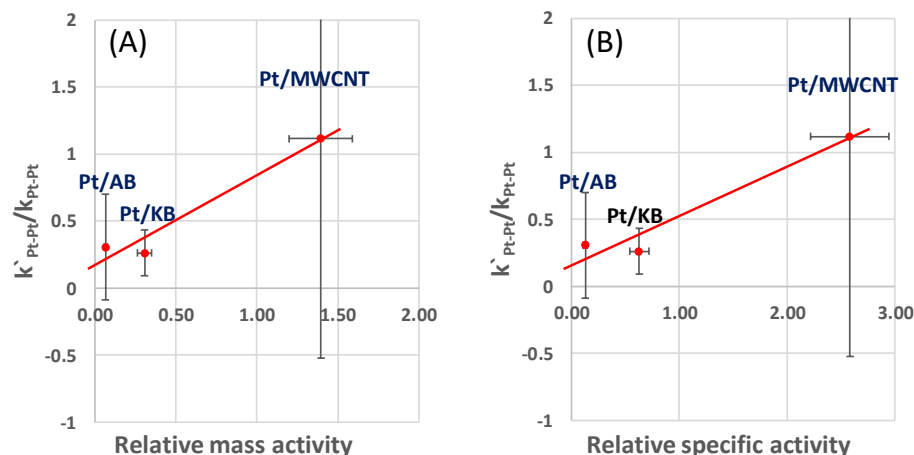 (A)
2
1.5
1
0.5
0
-0.5
-1
Pt/MWCNT
Pt/AB
Pt/KB
0.00 0.50 1.00 1.50 2.00
k`Pt-Pt/kPt-Pt
Relative mass activity
(B)
2
1.5
1
0.5
0
-0.5
-1
Pt/MWCNT
Pt/AB
Pt/KB
0.00 1.00 2.00 3.00
k`Pt-Pt/kPt-Pt
Relative specific activity